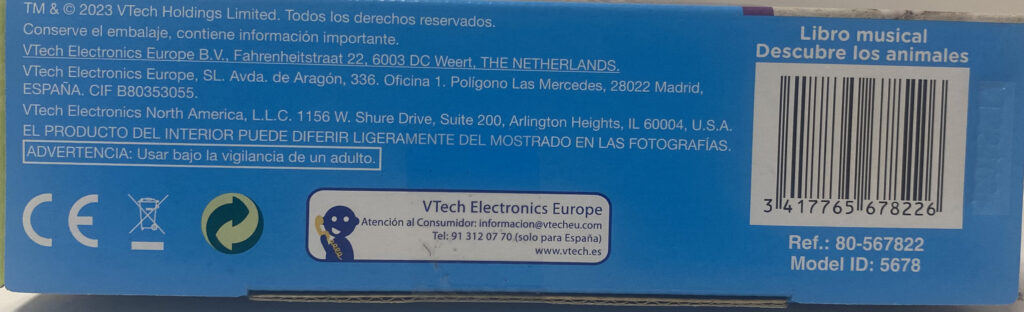 TM & © 2023 VTech Holdings Limited. Todos los derechos reservados.
Conserve el embalaje, contiene información importante.
VTech Electronics Europe B.V., Fahrenheitstraat 22, 6003 DC Weert, THE NETHERLANDS.
VTech Electronics Europe, SL. Avda. de Aragón, 336. Oficina 1. Polígono Las Mercedes, 28022 Madrid,
ESPAÑA. CIF B80353055.
VTech Electronics North America, L.L.C. 1156 W. Shure Drive, Suite 200, Arlington Heights, IL 60004, U.S.A.
EL PRODUCTO DEL INTERIOR PUEDE DIFERIR LIGERAMENTE DEL MOSTRADO EN LAS FOTOGRAFÍAS.
ADVERTENCIA: Usar bajo la vigilancia de un adulto.
CE
VTech Electronics Europe
Atención al Consumidor: informacion@vtecheu.com
Tel: 91 312 07 70 (solo para España)
www.vtech.es
Libro musical
Descubre los animales
3 417765 678226
Ref.: 80-567822
Model ID: 5678